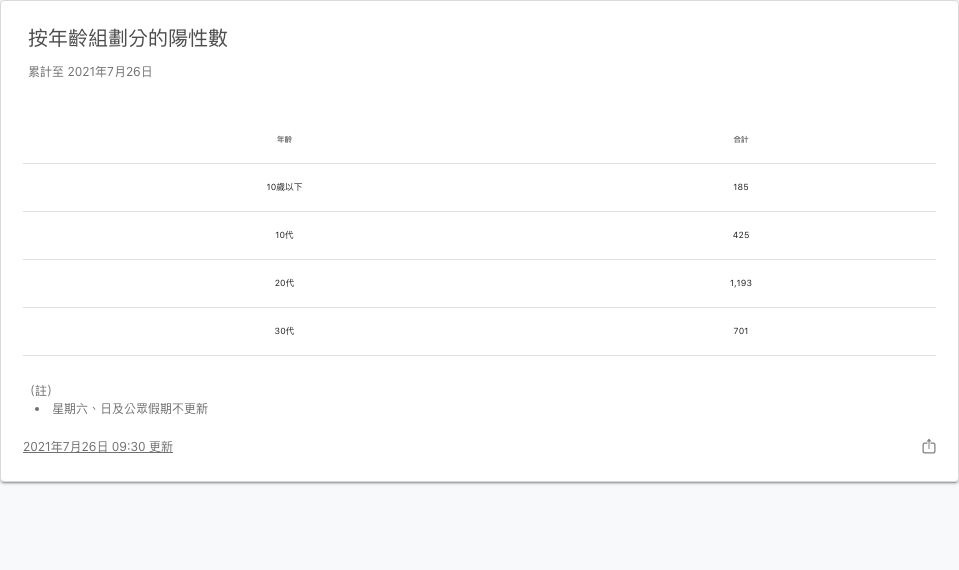 按年齡組劃分的陽性數
累計至 2021年7月26日
年齡 合計
10歲以下 185
10代 425
20代 1,193
30代 701
(註)
• 星期六、日及公眾假期不更新
2021年7月26日 09:30 更新